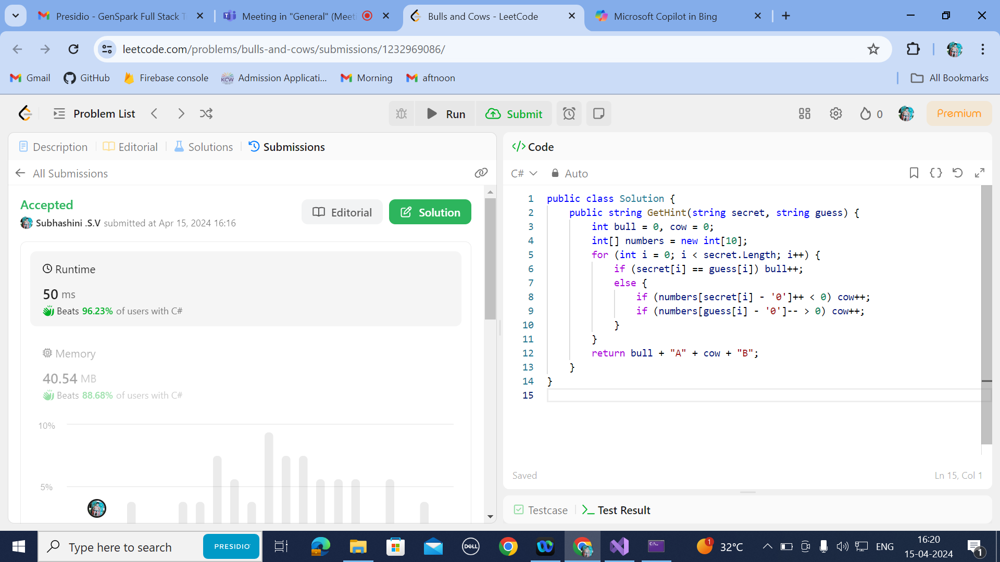 Presidio - GenSpark Full Stack T
Meeting in "General" (Meeti
Bulls and Cows - LeetCode
Microsoft Copilot in Bing
leetcode.com/problems/bulls-and-cows/submissions/1232969086/
Gmail
GitHub
Firebase console
KCW
Admission Applicati...
Morning
aftnoon
All Bookmarks
Problem List
Run
Submit
0
Premium
Description
Editorial
Solutions
Submissions
All Submissions
Accepted
Subhashini .S.V submitted at Apr 15, 2024 16:16
Editorial
Solution
Runtime
50 ms
Beats 96.23% of users with C#
Memory
40.54 MB
Beats 88.68% of users with C#
10%
5%
</> Code
C#
Auto
1 public class Solution {
2 public string GetHint(string secret, string guess) {
3 int bull = 0, cow = 0;
4 int[] numbers = new int[10];
5 for (int i = 0; i < secret.Length; i++) {
6 if (secret[i] == guess[i]) bull++;
7 else {
8 if (numbers[secret[i] - '0']++ < 0) cow++;
9 if (numbers[guess[i] - '0']-- > 0) cow++;
10 }
11 }
12 return bull + "A" + cow + "B";
13 }
14 }
15
Saved
Ln 15, Col 1
Testcase
Test Result
Type here to search
PRESIDIO
DELL
1
32°C
ENG
16:20
15-04-2024
1